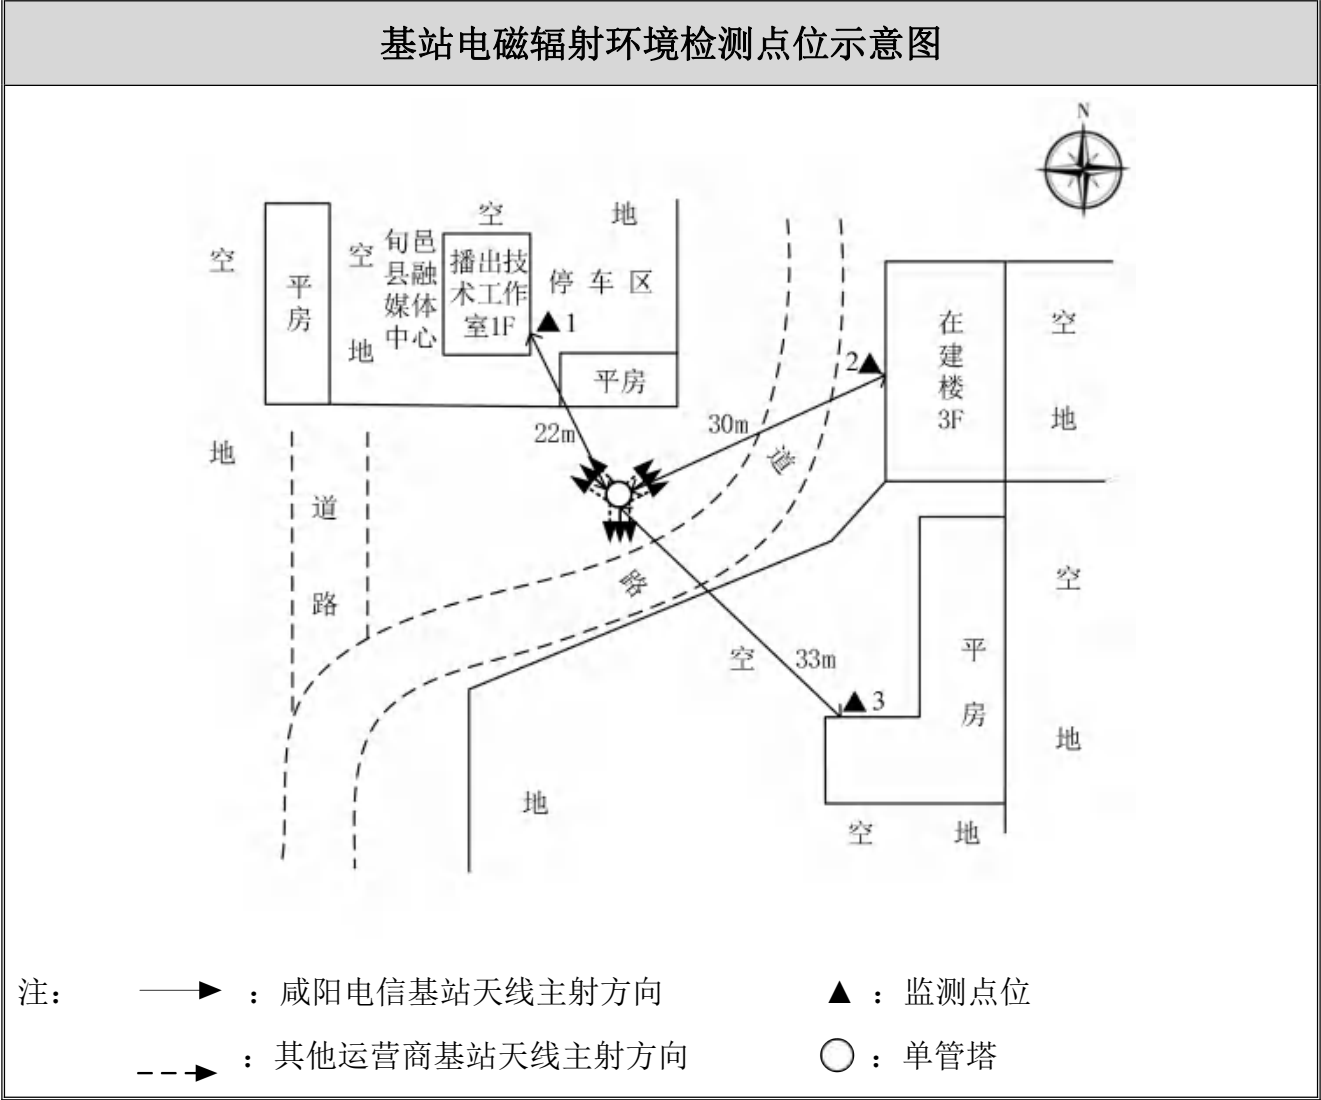 基站电磁辐射环境检测点位示意图
N
空
地
平
房
空
地
旬邑
县融
媒体
中心
空
地
播出技
术工作
室1F
停车区
▲1
平房
22m
30m
2▲
在
建
楼
3F
空
地
道
路
道
路
空
地
33m
▲3
平
房
空
地
空
地
注：
：咸阳电信基站天线主射方向
▲：监测点位
：其他运营商基站天线主射方向
：单管塔